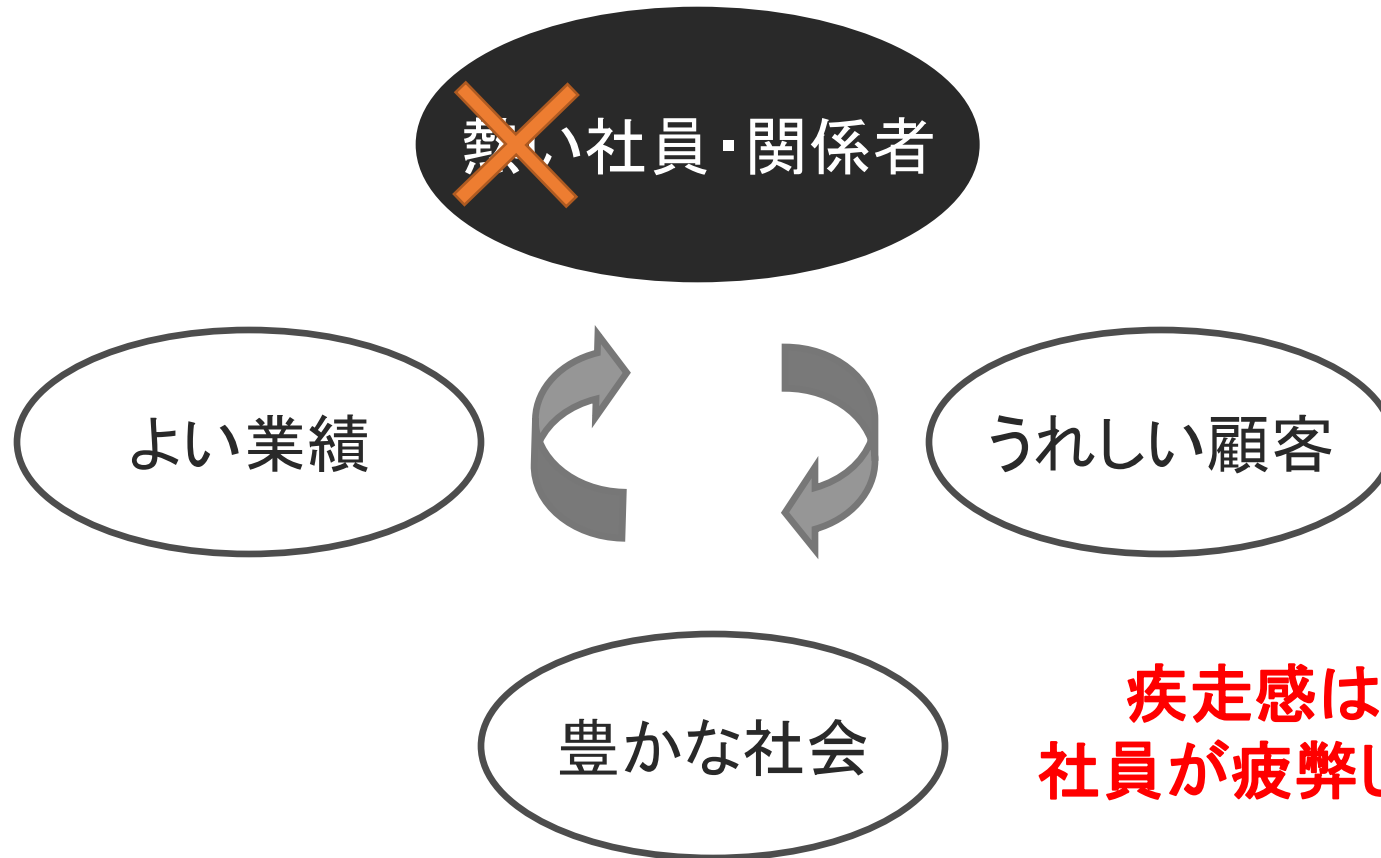 熱い社員・関係者
よい業績
うれしい顧客
豊かな社会
疾走感は
社員が疲弊し